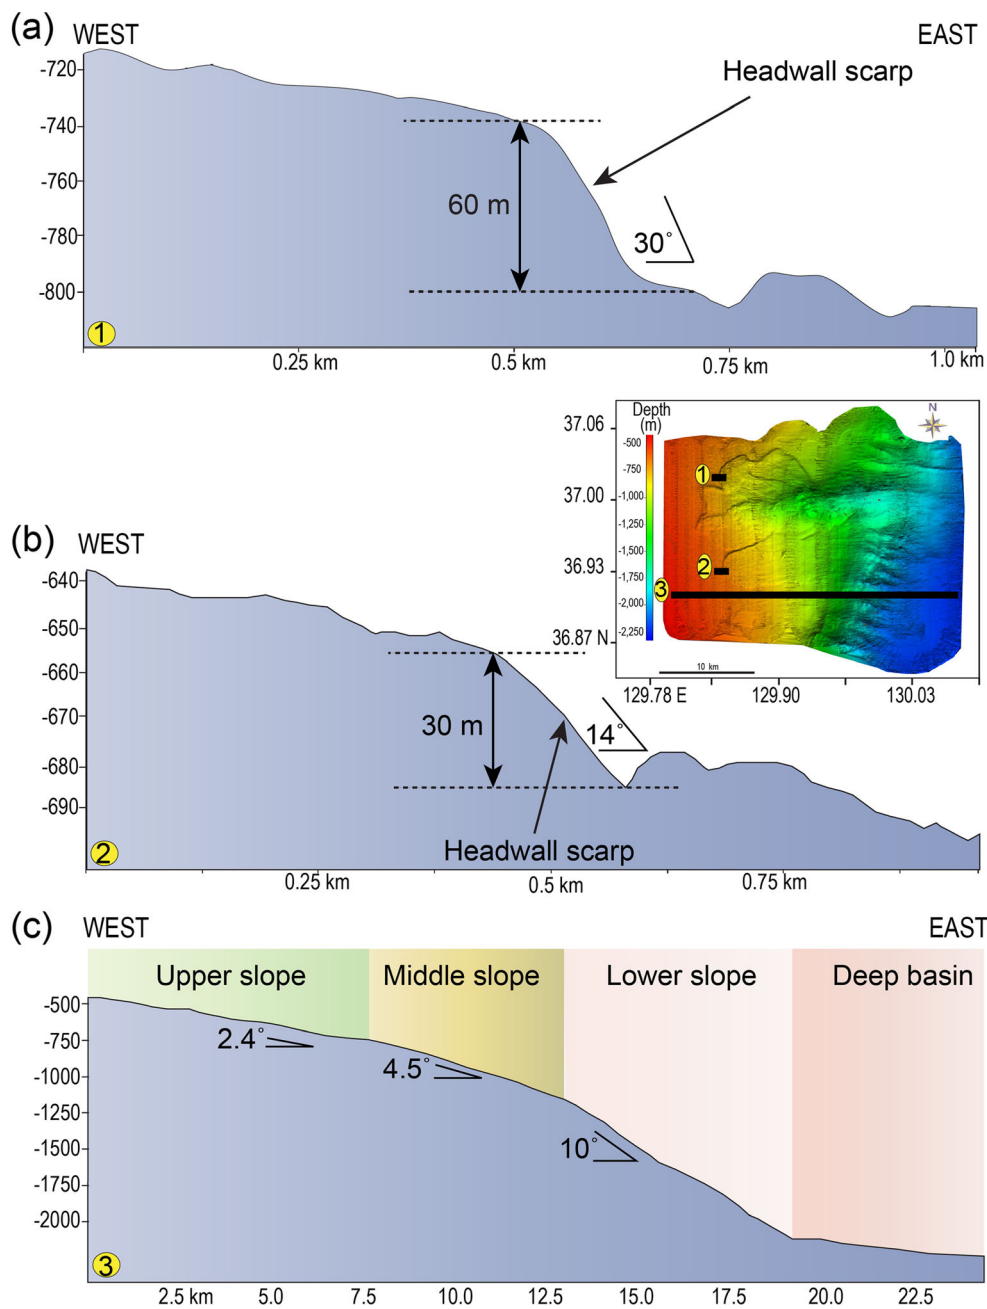 (a) WEST EAST
-720
-740
-760
-780
-800
Headwall scarp
60 m
30°
1
0.25 km 0.5 km 0.75 km 1.0 km
Depth
(m)
N
-500
-750
-1,000
-1,250
-1,500
-1,750
-2,000
-2,250
37.06
37.00
36.93
36.87 N
1
2
3
10 km
129.78 E 129.90 130.03
(b) WEST
-640
-650
-660
-670
-680
-690
30 m
14°
Headwall scarp
2
0.25 km 0.5 km 0.75 km
(c) WEST EAST
Upper slope Middle slope Lower slope Deep basin
-500
-750
-1000
-1250
-1500
-1750
-2000
2.4°
4.5°
10°
3
2.5 km 5.0 7.5 10.0 12.5 15.0 17.5 20.0 22.5